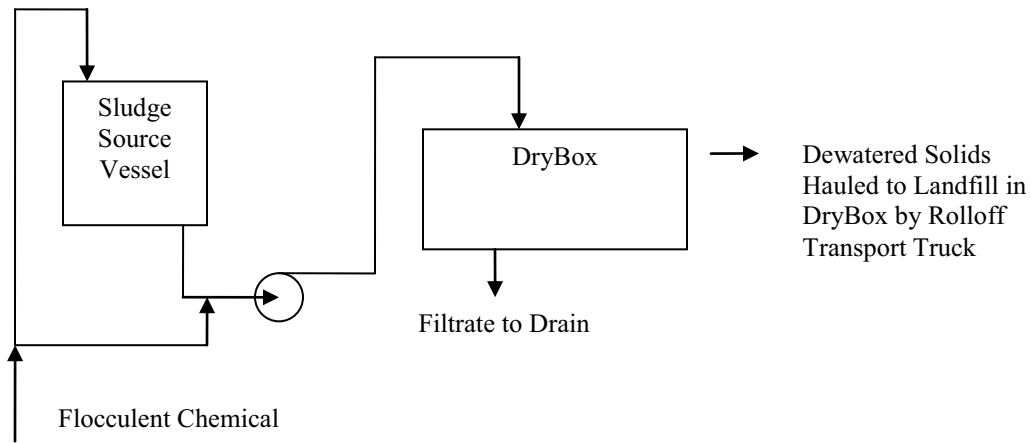 Sludge
Source
Vessel
DryBox
Dewatered Solids
Hauled to Landfill in
DryBox by Rolloff
Transport Truck
Filtrate to Drain
Flocculent Chemical